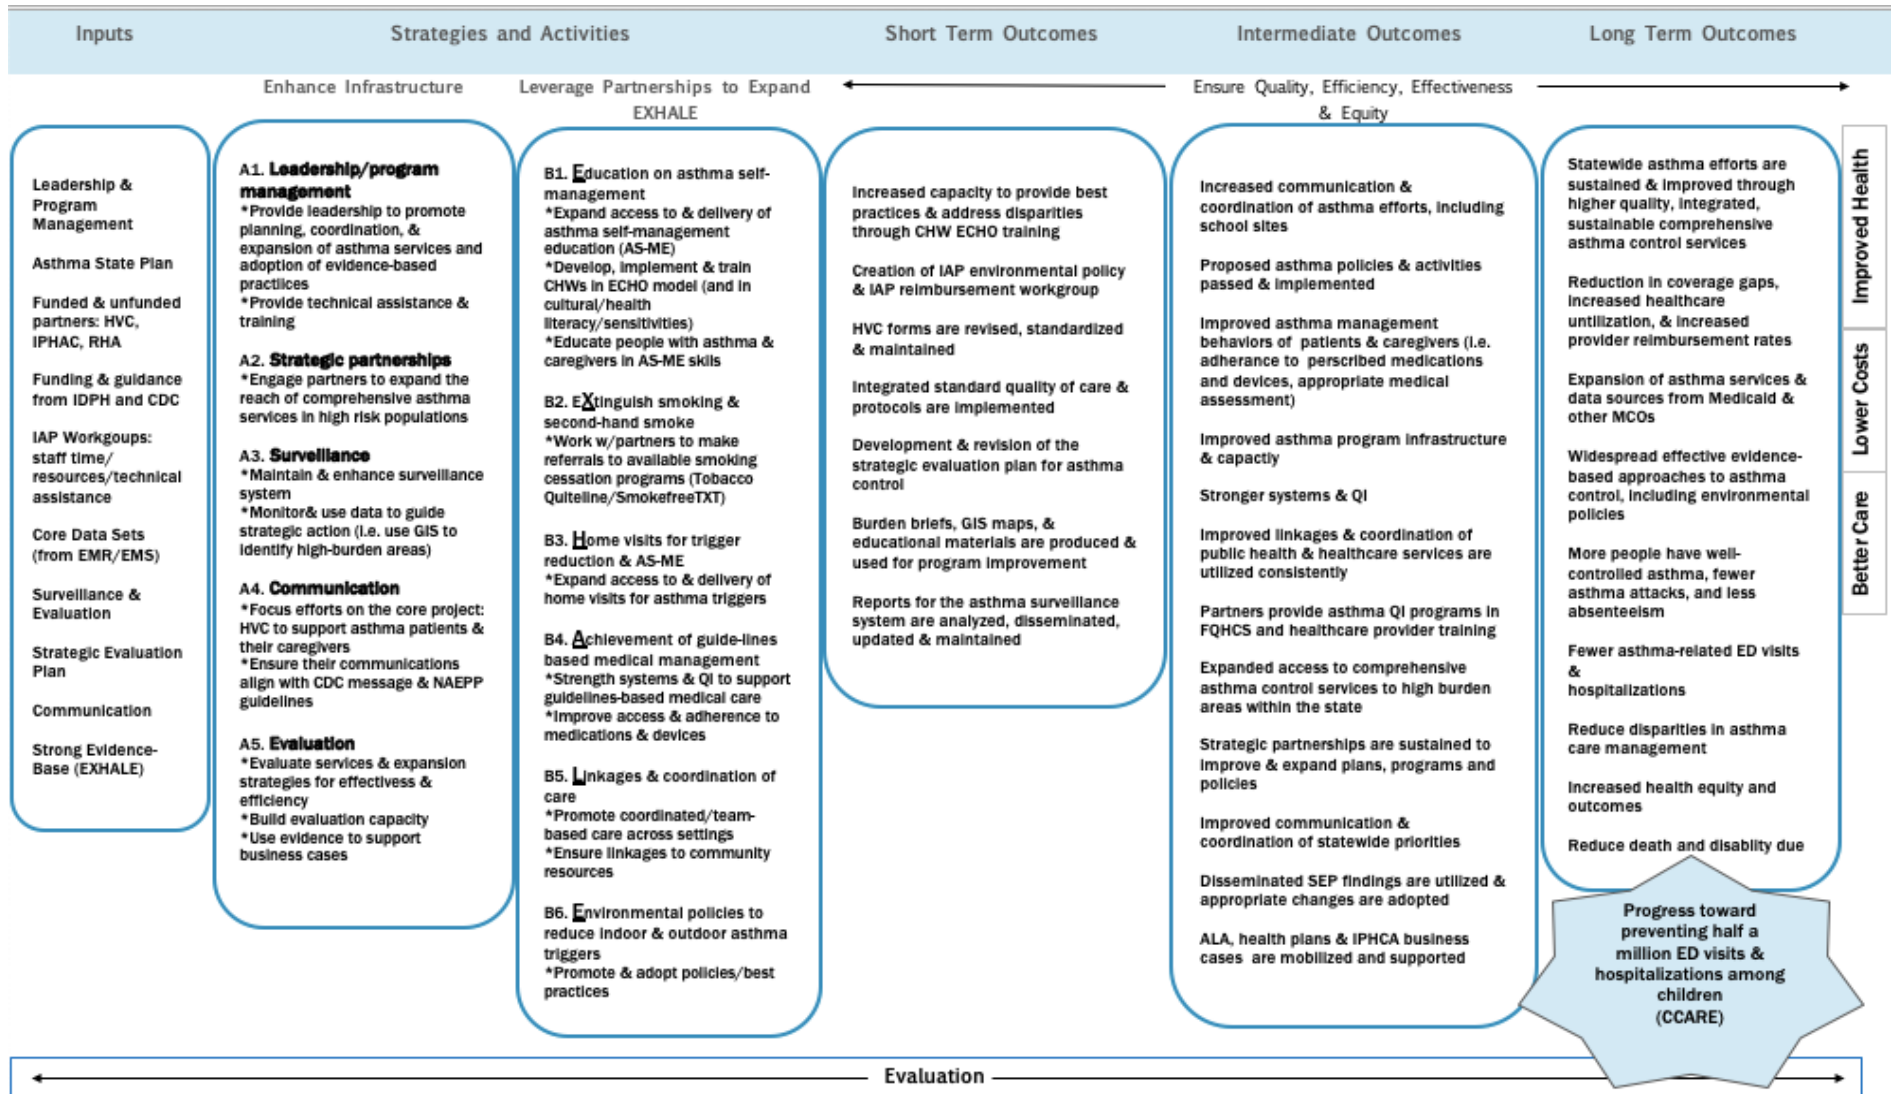 Inputs
Strategies and Activities
Short Term Outcomes
Intermediate Outcomes
Long Term Outcomes
Enhance Infrastructure
Leverage Partnerships to Expand
EXHALE
Ensure Quality, Efficiency, Effectiveness
& Equity
Leadership &
Program
Management
Asthma State Plan
Funded & unfunded
partners: HVC,
IPHAC, RHA
Funding & guidance
from IDPH and CDC
IAP Workgoups:
staff time/
resources/technical
assistance
Core Data Sets
(from EMR/EMS)
Surveillance &
Evaluation
Strategic Evaluation
Plan
Communication
Strong Evidence-
Base (EXHALE)
A1. Leadership/program
management
*Provide leadership to promote
planning, coordination, &
expansion of asthma services and
adoption of evidence-based
practiices
*Provide technical assistance &
training
A2. Strategic partnerships
*Engage partners to expand the
reach of comprehensive asthma
services in high risk populations
A3. Surveillance
*Maintain & enhance surveillance
system
*Monitor& use data to guide
strategic action (i.e. use GIS to
identify high-burden areas)
A4. Communication
*Focus efforts on the core project:
HVC to support asthma patients &
their caregivers
*Ensure their communications
align with CDC message & NAEPP
guidelines
A5. Evaluation
*Evaluate services & expansion
strategies for effectivess &
efficiency
*Build evaluation capacity
*Use evidence to support
business cases
B1. Education on asthma self-
management
*Expand access to & delivery of
asthma self-management
education (AS-ME)
*Develop, implement & train
CHWs in ECHO model (and in
cultural/health
literacy/sensitivities)
*Educate people with asthma &
caregivers in AS-ME skils
B2. EXtinguish smoking &
second-hand smoke
*Work w/partners to make
referrals to available smoking
cessation programs (Tobacco
Quiteline/SmokefreeTXT)
B3. Home visits for trigger
reduction & AS-ME
*Expand access to & delivery of
home visits for asthma triggers
B4. Achievement of guide-lines
based medical management
*Strength systems & QI to support
guidelines-based medical care
*Improve access & adherence to
medications & devices
B5. Linkages & coordination of
care
*Promote coordinated/team-
based care across settings
*Ensure linkages to community
resources
B6. Environmental policies to
reduce indoor & outdoor asthma
triggers
*Promote & adopt policies/best
practices
Increased capacity to provide best
practices & address disparities
through CHW ECHO training
Creation of IAP environmental policy
& IAP reimbursement workgroup
HVC forms are revised, standardized
& maintained
Integrated standard quality of care &
protocols are implemented
Development & revision of the
strategic evaluation plan for asthma
control
Burden briefs, GIS maps, &
educational materials are produced &
used for program improvement
Reports for the asthma surveillance
system are analyzed, disseminated,
updated & maintained
Increased communication &
coordination of asthma efforts, including
school sites
Proposed asthma policies & activities
passed & implemented
Improved asthma management
behaviors of patients & caregivers (i.e.
adherance to perscribed medications
and devices, appropriate medical
assessment)
Improved asthma program infrastructure
& capactiy
Stronger systems & QI
Improved linkages & coordination of
public health & healthcare services are
utilized consistently
Partners provide asthma QI programs in
FQHCS and healthcare provider training
Expanded access to comprehensive
asthma control services to high burden
areas within the state
Strategic partnerships are sustained to
improve & expand plans, programs and
policies
Improved communication &
coordination of statewide priorities
Disseminated SEP findings are utilized &
appropriate changes are adopted
ALA, health plans & IPHCA business
cases are mobilized and supported
Statewide asthma efforts are
sustained & improved through
higher quality, integrated,
sustainable comprehensive
asthma control services
Reduction in coverage gaps,
increased healthcare
untilization, & increased
provider reimbursement rates
Expansion of asthma services &
data sources from Medicaid &
other MCOs
Widespread effective evidence-
based approaches to asthma
control, including environmental
policies
More people have well-
controlled asthma, fewer
asthma attacks, and less
absenteeism
Fewer asthma-related ED visits
&
hospitalizations
Reduce disparities in asthma
care management
Increased health equity and
outcomes
Reduce death and disablity due
Progress toward
preventing half a
million ED visits &
hospitalizations among
children
(CCARE)
Improved Health
Lower Costs
Better Care
Evaluation